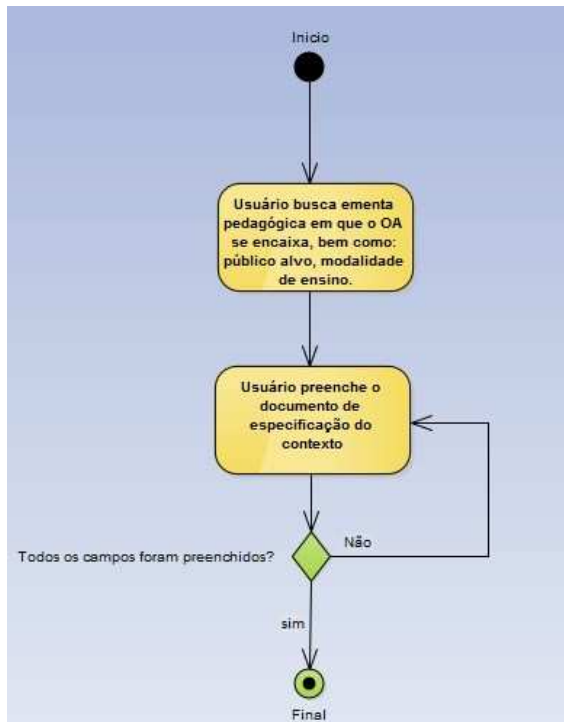 Inicio
Usuário busca ementa
pedagógica em que o OA
se encaixa, bem como:
público alvo, modalidade
de ensino.
Usuário preenche o
documento de
especificação do
contexto
Todos os campos foram preenchidos?
Não
sim
Final